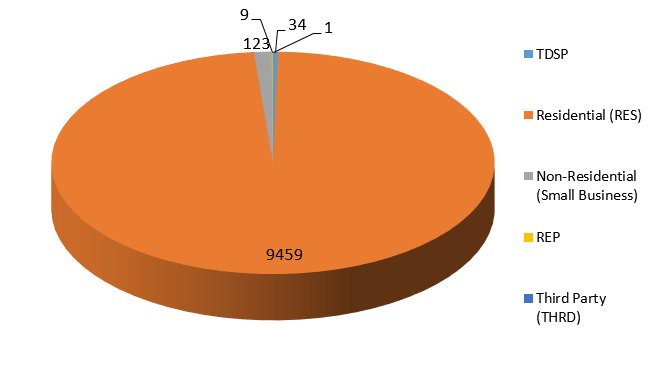 9
34
1
123
9459
TDSP
Residential (RES)
Non-Residential
(Small Business)
REP
Third Party
(THRD)